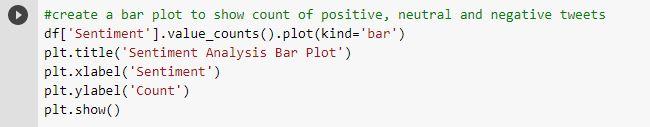 #create a bar plot to show count of positive, neutral and negative tweets
df['Sentiment'].value_counts().plot(kind='bar')
plt.title('Sentiment Analysis Bar Plot')
plt.xlabel('Sentiment')
plt.ylabel('Count')
plt.show()